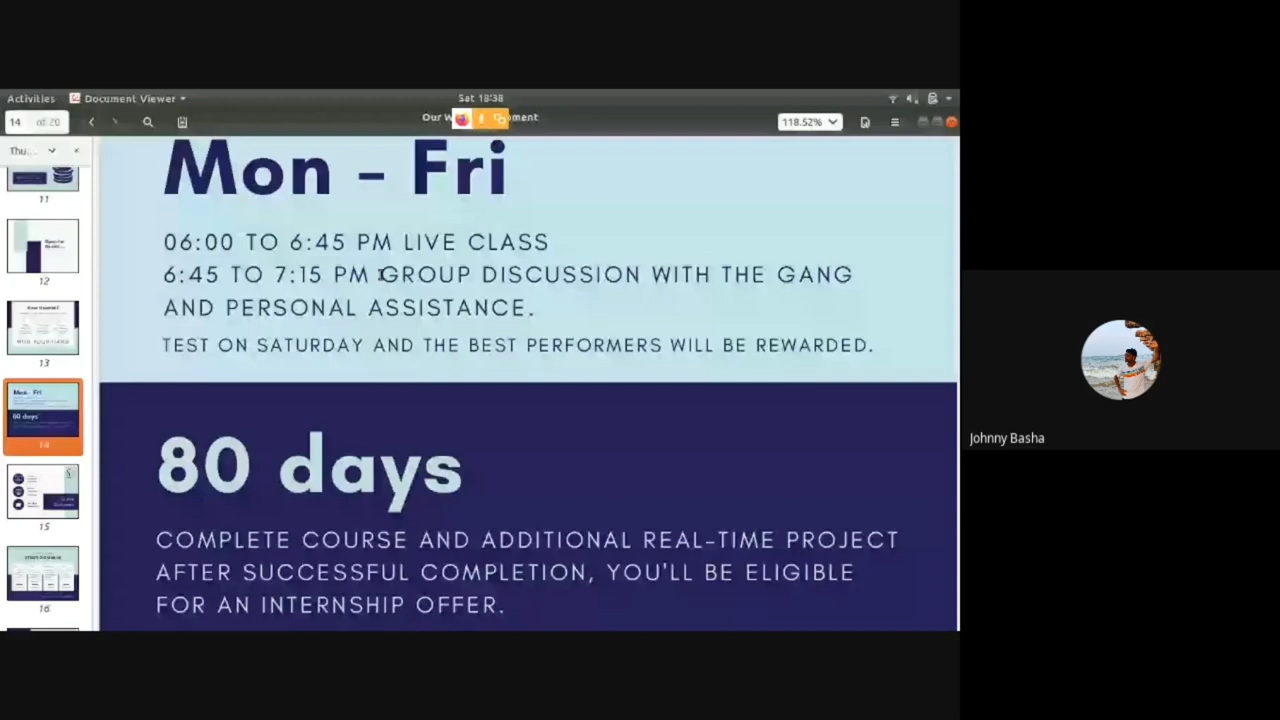 Activities
Document Viewer
Sat 18:38
14 of 20
Our W
ment
118.52%
Thu...
11
12
13
14
15
16
Mon - Fri
06:00 TO 6:45 PM LIVE CLASS
6:45 TO 7:15 PM GROUP DISCUSSION WITH THE GANG
AND PERSONAL ASSISTANCE.
TEST ON SATURDAY AND THE BEST PERFORMERS WILL BE REWARDED.
80 days
COMPLETE COURSE AND ADDITIONAL REAL-TIME PROJECT
AFTER SUCCESSFUL COMPLETION, YOU'LL BE ELIGIBLE
FOR AN INTERNSHIP OFFER.
Johnny Basha